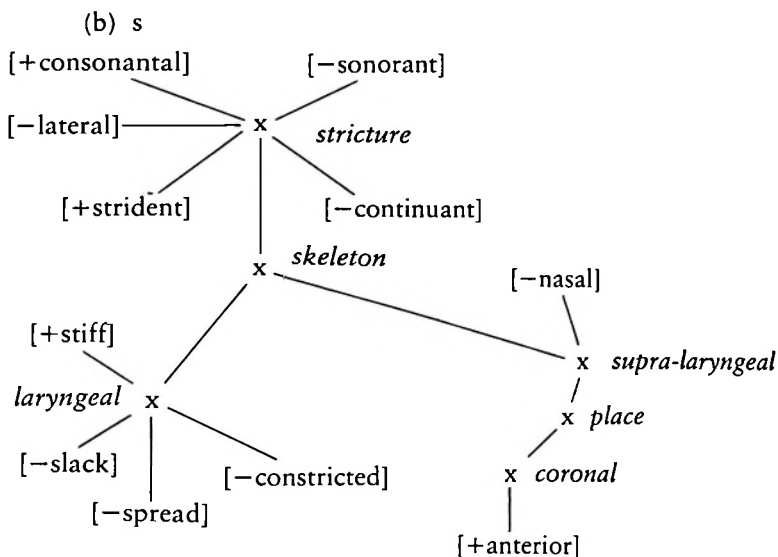 (b) s
[+consonantal] [−sonorant]
[−lateral] x stricture
[+strident] [−continuant]
x skeleton
[−nasal]
[+stiff]
x supra-laryngeal
laryngeal x
x place
[−slack] [−constricted] x coronal
[−spread]
[+anterior]